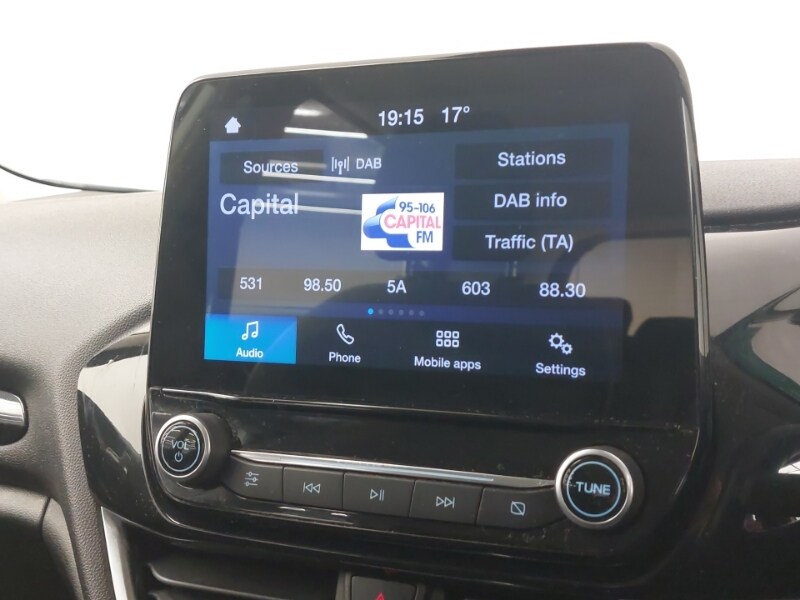 19:15 17°
Sources DAB
Stations
Capital
95-106
CAPITAL
FM
DAB info
Traffic (TA)
531 98.50 5A 603 88.30
Audio
Phone
Mobile apps
Settings
VOL
TUNE